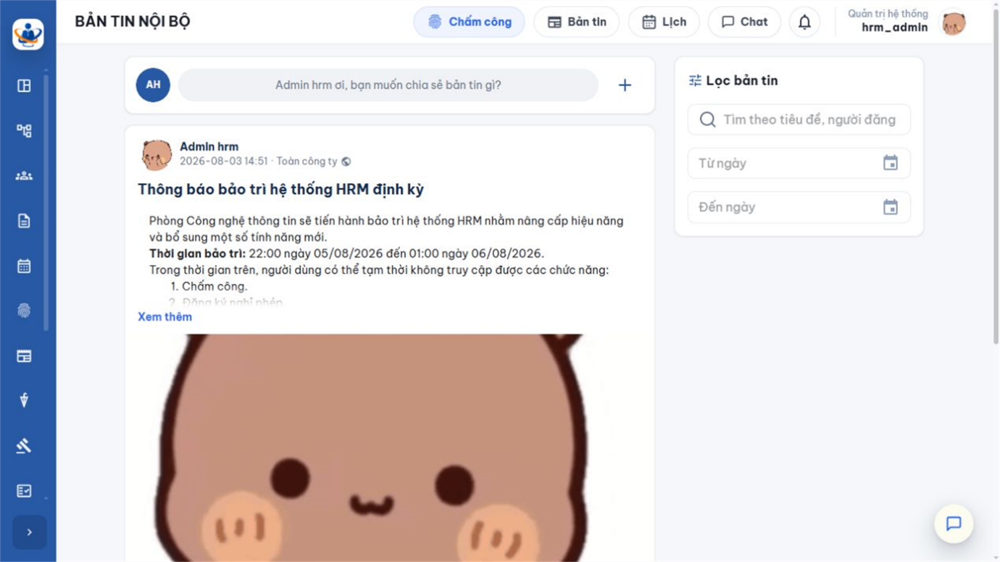 BẢN TIN NỘI BỘ
Chấm công
Bản tin
Lịch
Chat
Quản trị hệ thống
hrm_admin
AH
Admin hrm ơi, bạn muốn chia sẻ bản tin gì?
Lọc bản tin
Tìm theo tiêu đề, người đăng
Từ ngày
Đến ngày
Admin hrm
2026-08-03 14:51 · Toàn công ty
Thông báo bảo trì hệ thống HRM định kỳ
Phòng Công nghệ thông tin sẽ tiến hành bảo trì hệ thống HRM nhằm nâng cấp hiệu năng
và bổ sung một số tính năng mới.
Thời gian bảo trì: 22:00 ngày 05/08/2026 đến 01:00 ngày 06/08/2026.
Trong thời gian trên, người dùng có thể tạm thời không truy cập được các chức năng:
1. Chấm công.
2. Đăng ký nghỉ phép.
Xem thêm